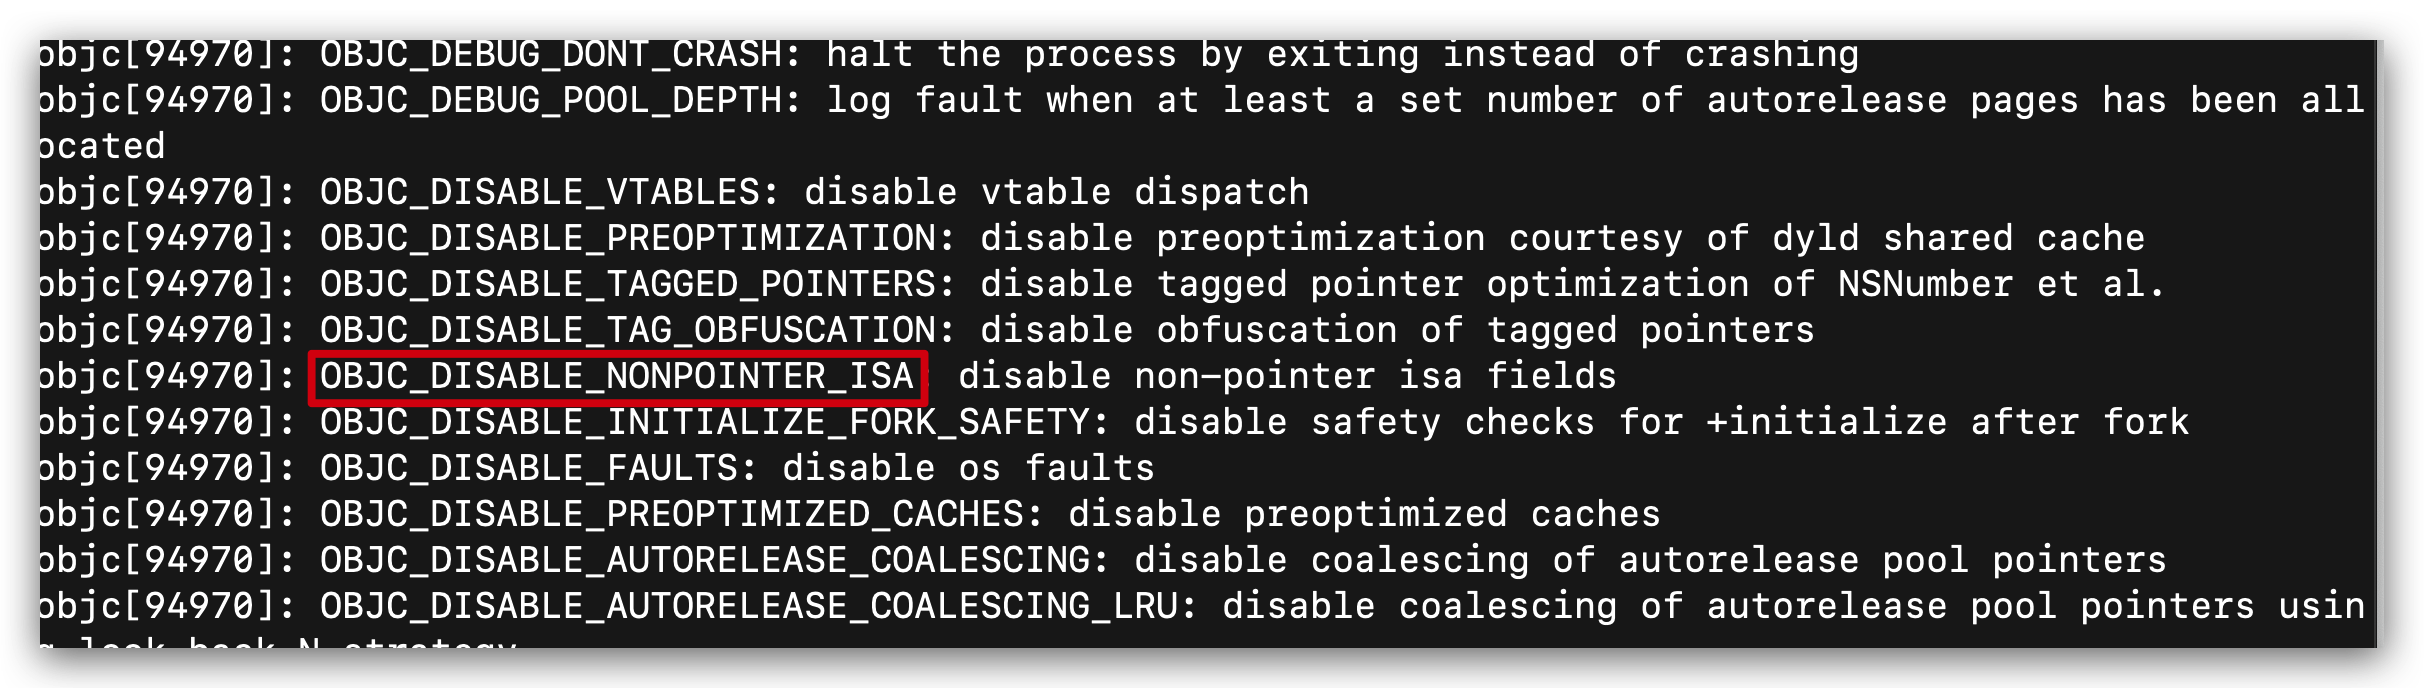 objc[94970]: OBJC_DEBUG_DONT_CRASH: halt the process by exiting instead of crashing
objc[94970]: OBJC_DEBUG_POOL_DEPTH: log fault when at least a set number of autorelease pages has been all
ocated
objc[94970]: OBJC_DISABLE_VTABLES: disable vtable dispatch
objc[94970]: OBJC_DISABLE_PREOPTIMIZATION: disable preoptimization courtesy of dyld shared cache
objc[94970]: OBJC_DISABLE_TAGGED_POINTERS: disable tagged pointer optimization of NSNumber et al.
objc[94970]: OBJC_DISABLE_TAG_OBFUSCATION: disable obfuscation of tagged pointers
objc[94970]: OBJC_DISABLE_NONPOINTER_ISA: disable non-pointer isa fields
objc[94970]: OBJC_DISABLE_INITIALIZE_FORK_SAFETY: disable safety checks for +initialize after fork
objc[94970]: OBJC_DISABLE_FAULTS: disable os faults
objc[94970]: OBJC_DISABLE_PREOPTIMIZED_CACHES: disable preoptimized caches
objc[94970]: OBJC_DISABLE_AUTORELEASE_COALESCING: disable coalescing of autorelease pool pointers
objc[94970]: OBJC_DISABLE_AUTORELEASE_COALESCING_LRU: disable coalescing of autorelease pool pointers usin
g look back N strategy